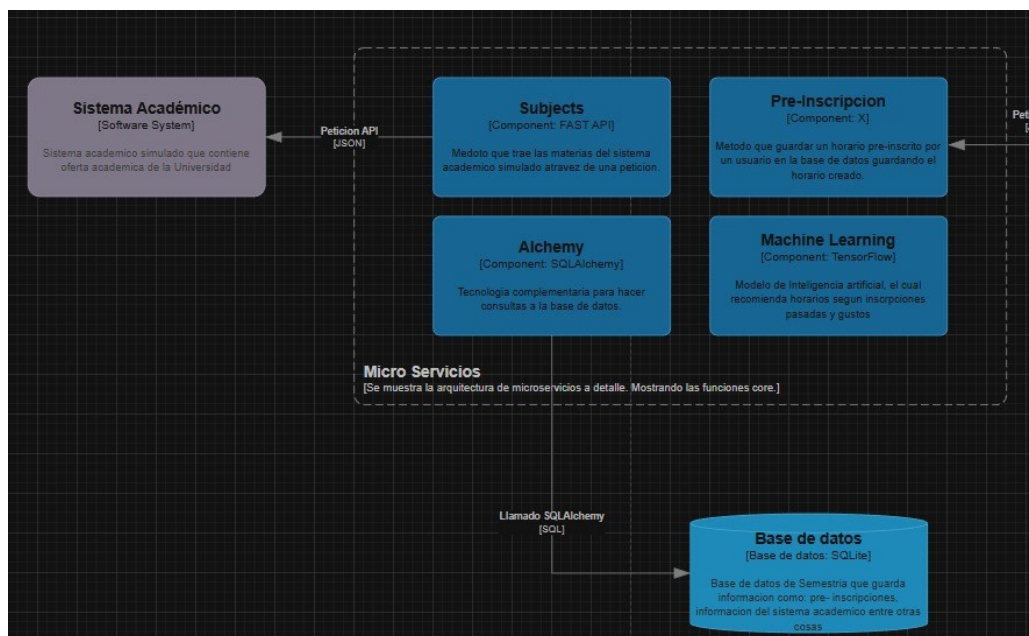 Sistema Académico
[Software System]
Sistema academico simulado que contiene
oferta academica de la Universidad
Peticion API
[JSON]
Subjects
[Component: FAST API]
Medoto que trae las materias del sistema
academico simulado atravez de una peticion.
Pre-Inscripcion
[Component: X]
Metodo que guardar un horario pre-inscrito por
un usuario en la base de datos guardando el
horario creado.
Alchemy
[Component: SQLAlchemy]
Tecnologia complementaria para hacer
consultas a la base de datos.
Machine Learning
[Component: TensorFlow]
Modelo de Inteligencia artificial, el cual
recomienda horarios segun inscrpciones
pasadas y gustos
Micro Servicios
[Se muestra la arquitectura de microservicios a detalle. Mostrando las funciones core.]
Llamado SQLAlchemy
[SQL]
Base de datos
[Base de datos: SQLite]
Base de datos de Semestria que guarda
informacion como: pre- inscripciones,
informacion del sistema academico entre otras
cosas